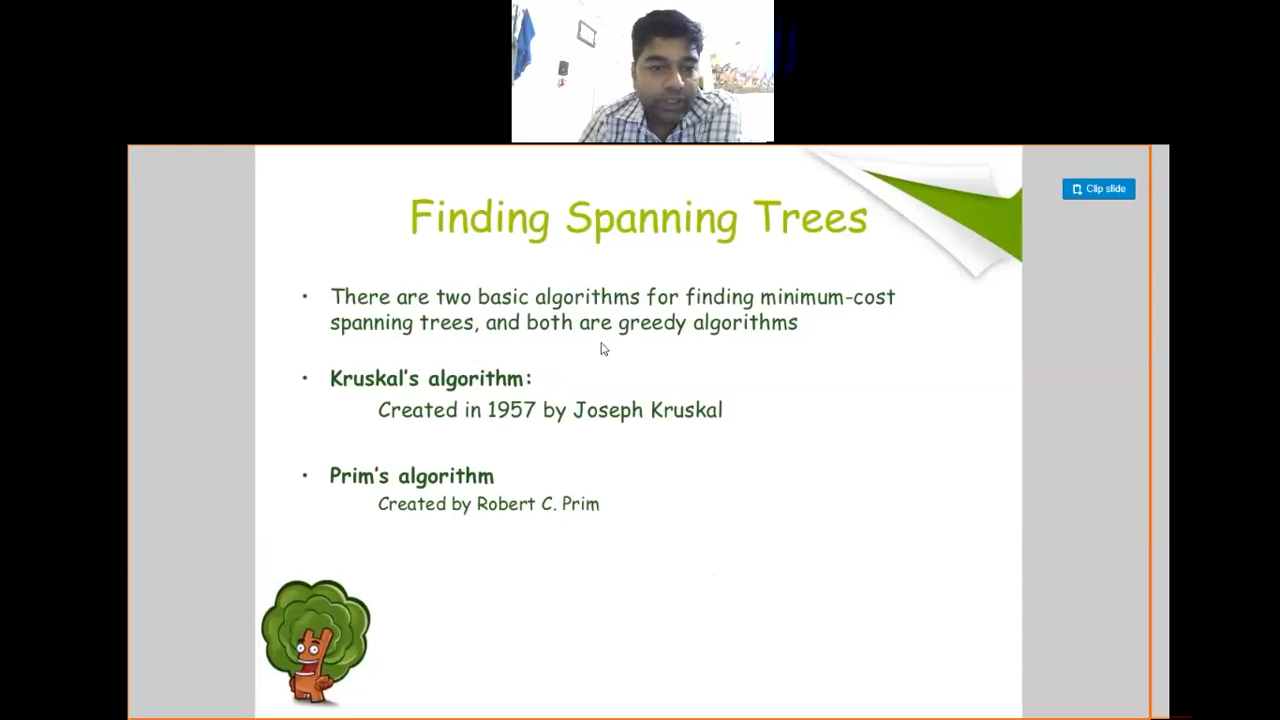 Clip slide
Finding Spanning Trees
• There are two basic algorithms for finding minimum-cost
spanning trees, and both are greedy algorithms
• Kruskal's algorithm:
Created in 1957 by Joseph Kruskal
• Prim's algorithm
Created by Robert C. Prim